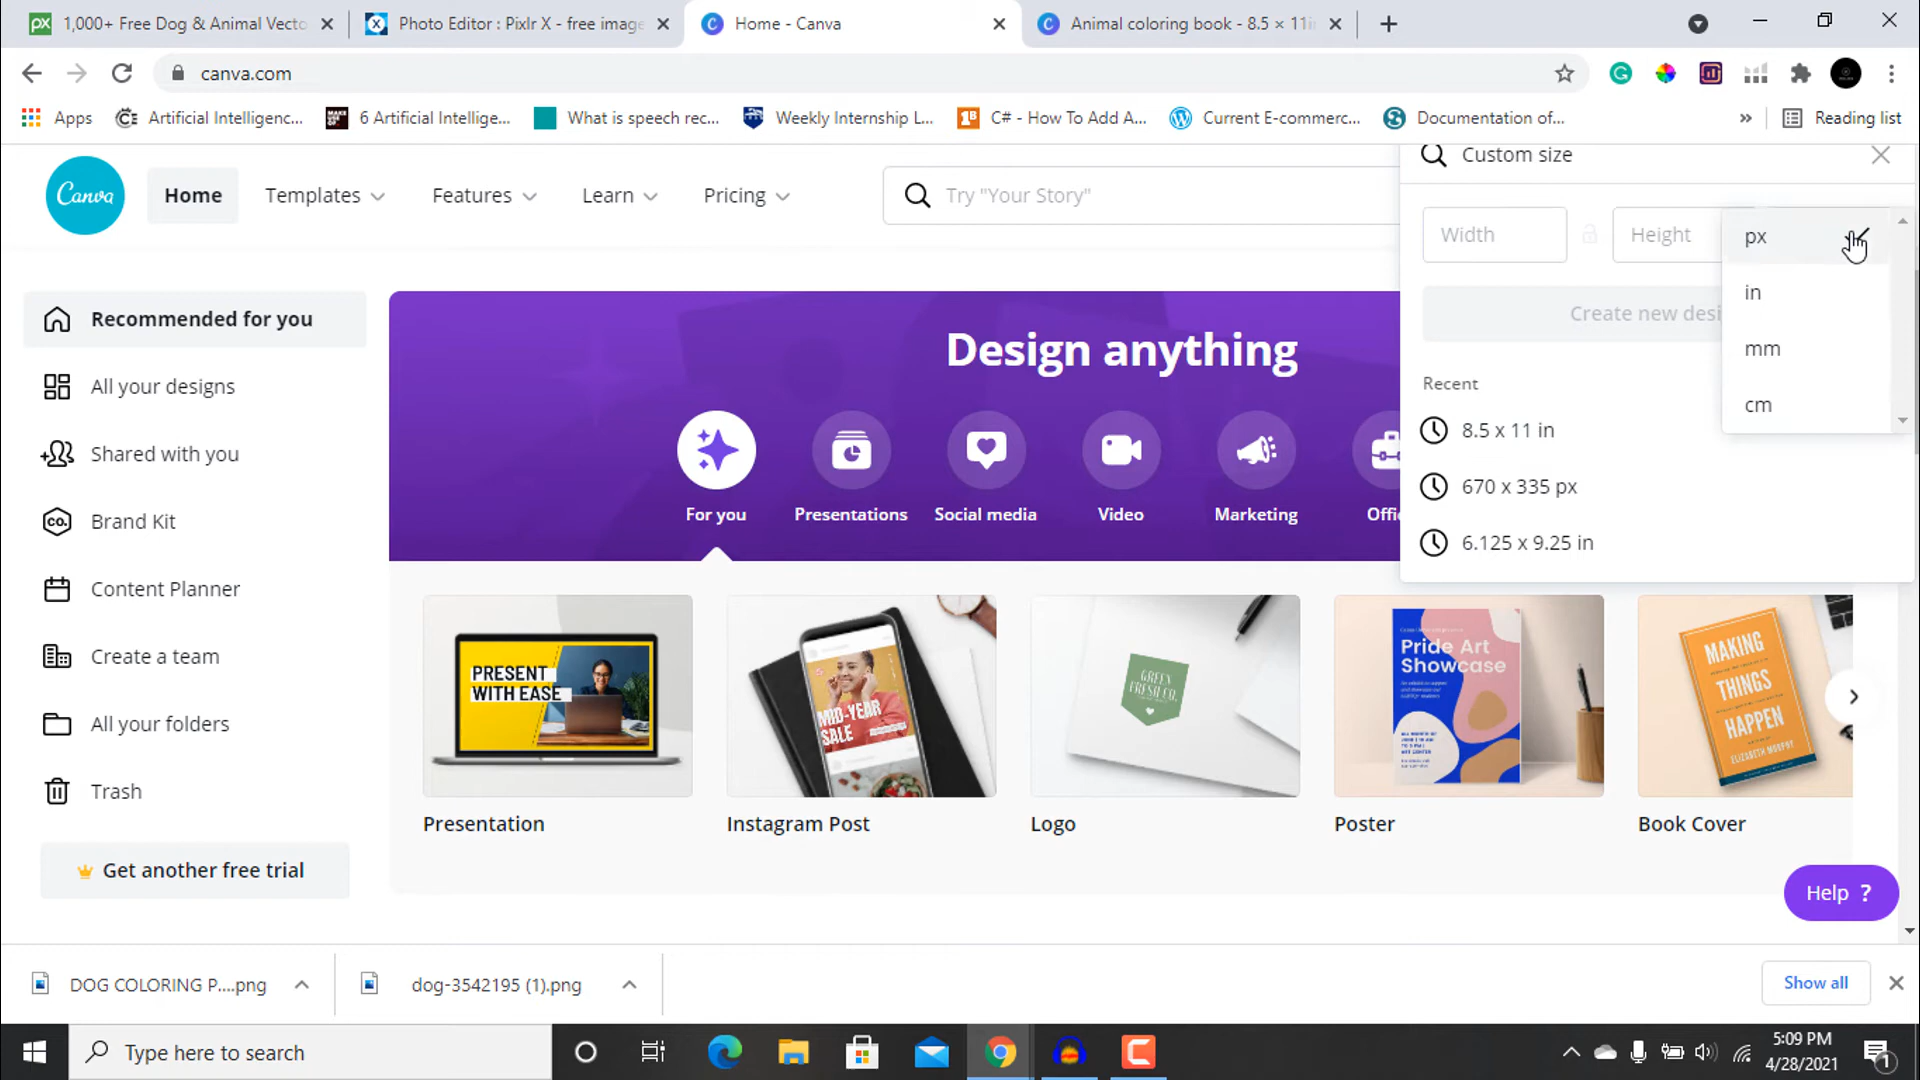 1,000+ Free Dog & Animal Vecto
Photo Editor : Pixlr X - free image
Home - Canva
Animal coloring book - 8.5 × 11in
canva.com
Apps
Artificial Intelligenc...
6 Artificial Intellige...
What is speech rec...
Weekly Internship L...
C# - How To Add A...
Current E-commerc...
Documentation of...
Reading list
Canva
Home
Templates
Features
Learn
Pricing
Try "Your Story"
Custom size
Width
Height
px
in
mm
cm
Create new desi
Recent
8.5 x 11 in
670 x 335 px
6.125 x 9.25 in
Recommended for you
All your designs
Shared with you
Brand Kit
Content Planner
Create a team
All your folders
Trash
Get another free trial
Design anything
For you
Presentations
Social media
Video
Marketing
Offi
PRESENT
WITH EASE
MID-YEAR
SALE
GREEN
FRESH CO.
Pride Art
Showcase
MAKING
THINGS
HAPPEN
ELIZABETH MURPHY
Presentation
Instagram Post
Logo
Poster
Book Cover
Help ?
DOG COLORING P....png
dog-3542195 (1).png
Show all
Type here to search
5:09 PM
4/28/2021
1